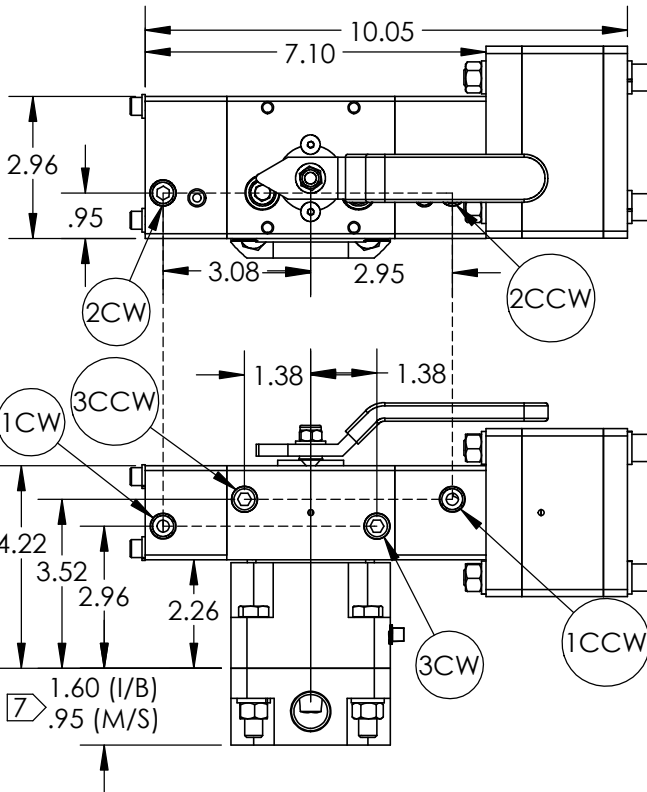 10.05
7.10
2.96
.95
3.08
2.95
2CW
2CCW
1.38
1.38
3CCW
1CW
4.22
3.52
2.96
2.26
1CCW
3CW
7
1.60 (I/B)
.95 (M/S)